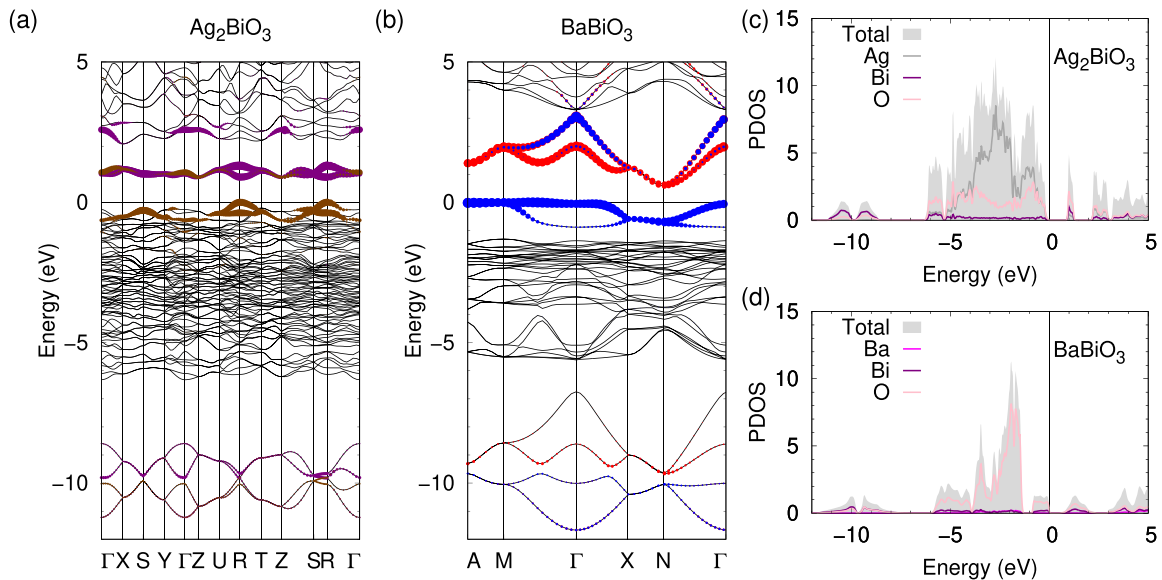 (a)
Ag₂BiO₃
Energy (eV)
5
0
−5
−10
Γ X S Y Γ Z U R T Z S R Γ
(b)
BaBiO₃
Energy (eV)
5
0
−5
−10
A M Γ X N Γ
(c)
Total
Ag
Bi
O
Ag₂BiO₃
PDOS
15
10
5
0
−10 −5 0 5
Energy (eV)
(d)
Total
Ba
Bi
O
BaBiO₃
PDOS
15
10
5
0
−10 −5 0 5
Energy (eV)